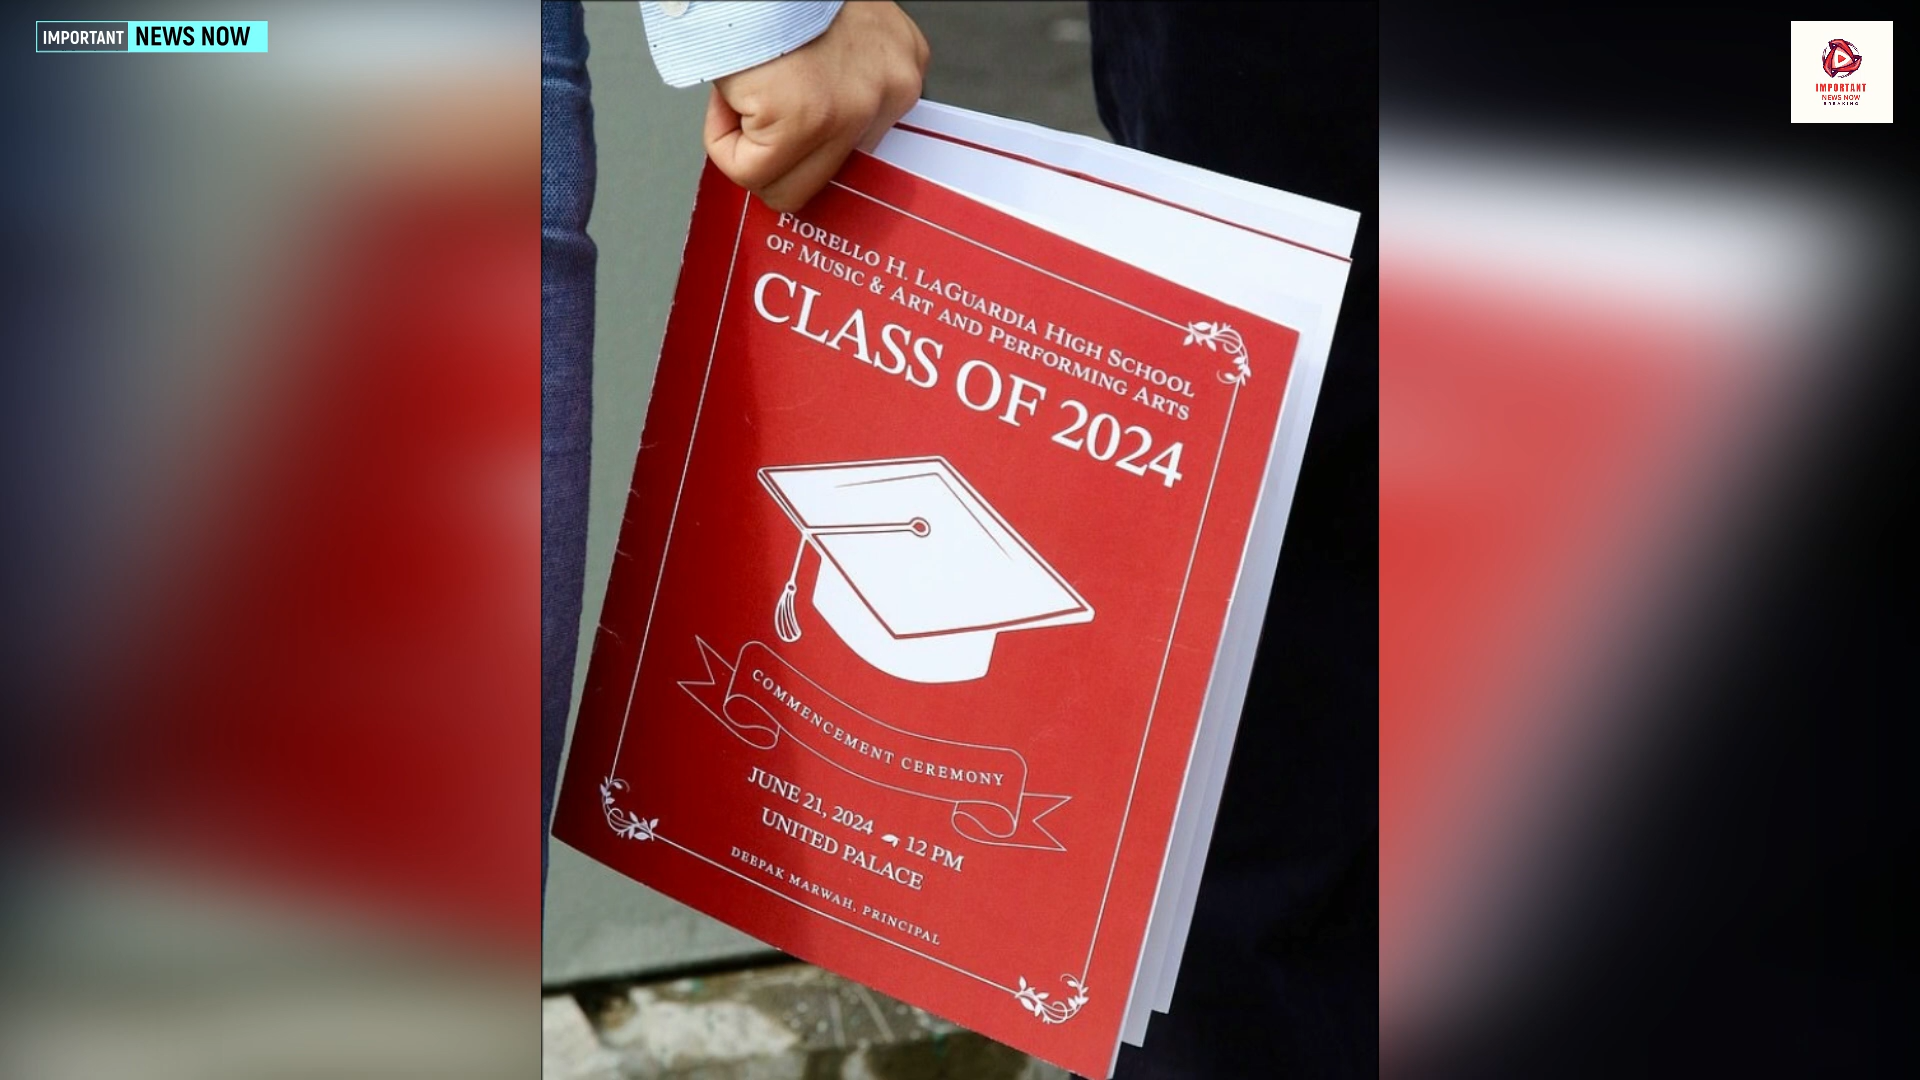 IMPORTANT NEWS NOW
IMPORTANT
NEWS NOW
BREAKING
FIORELLO H. LAGUARDIA HIGH SCHOOL
OF MUSIC & ART AND PERFORMING ARTS
CLASS OF 2024
COMMENCEMENT CEREMONY
JUNE 21, 2024 12 PM
UNITED PALACE
DEEPAK MARWAH, PRINCIPAL